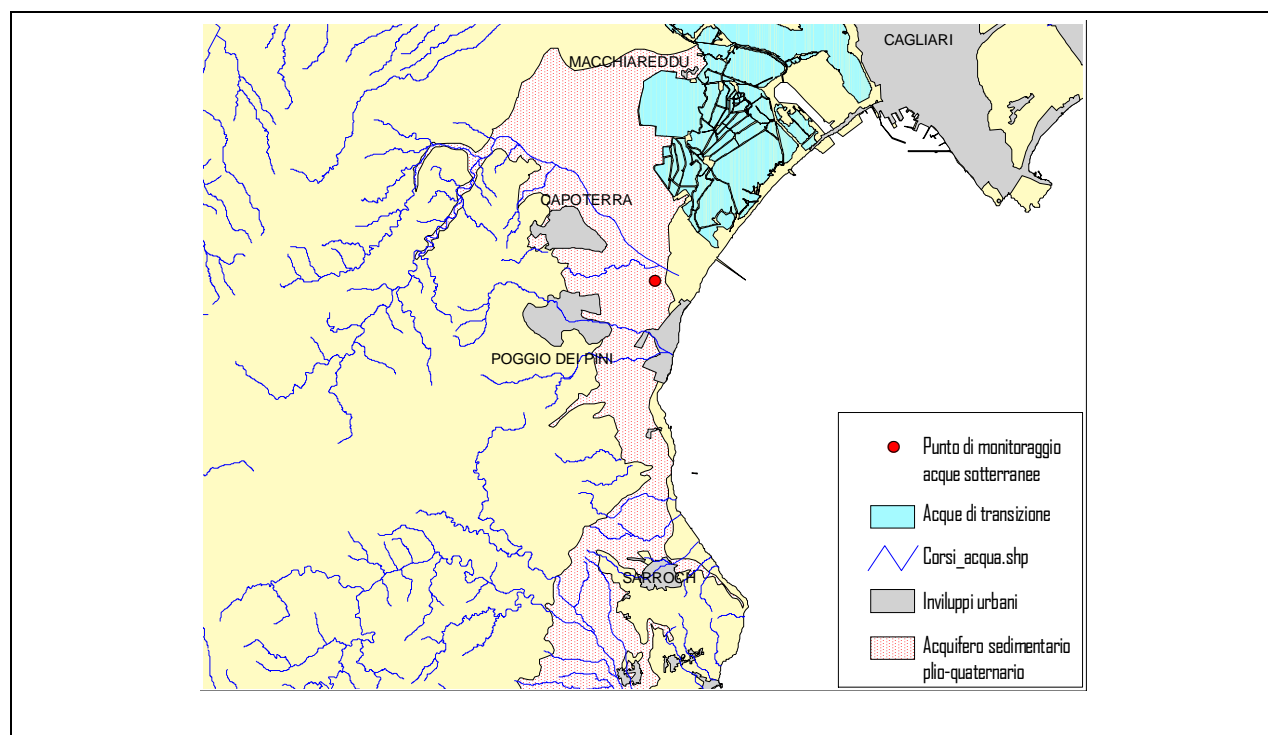 CAGLIARI
MACCHIAREDDU
CAPOTERRA
POGGIO DEI PINI
SARROCH
Punto di monitoraggio
acque sotterranee
Acque di transizione
Corsi_acqua.shp
Inviluppi urbani
Acquifero sedimentario
plio-quaternario